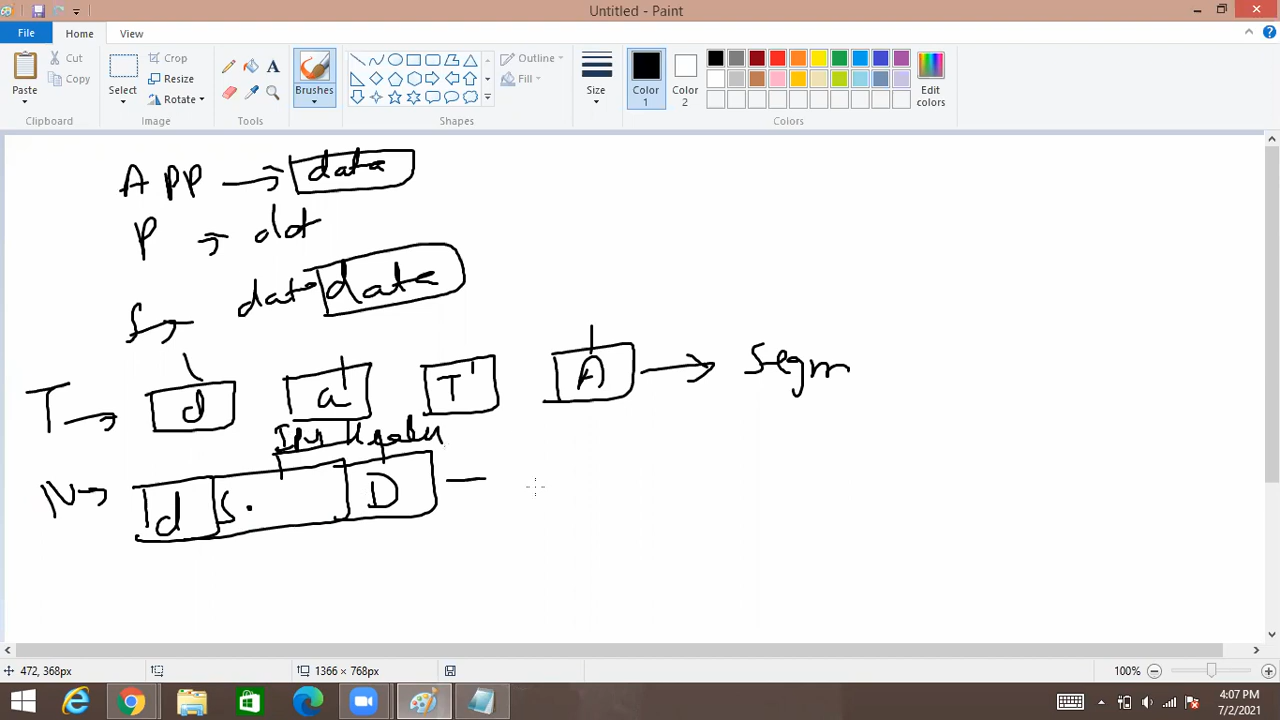 Untitled - Paint
File Home View
Paste
Cut
Copy
Clipboard
Select
Crop
Resize
Rotate
Image
A
Tools
Brushes
Outline
Fill
Shapes
Size
Color 1
Color 2
Edit colors
Colors
APP data
P dat
S dat data
T d a T A Segm
Header
N d S. D
472, 368px
1366 × 768px
100%
4:07 PM
7/2/2021